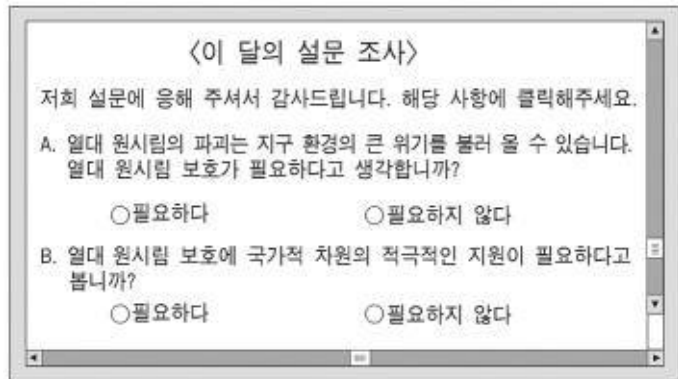 〈이 달의 설문 조사〉
저희 설문에 응해 주셔서 감사드립니다. 해당 사항에 클릭해주세요.
A. 열대 원시림의 파괴는 지구 환경의 큰 위기를 불러 올 수 있습니다.
열대 원시림 보호가 필요하다고 생각합니까?
○필요하다 ○필요하지 않다
B. 열대 원시림 보호에 국가적 차원의 적극적인 지원이 필요하다고
봅니까?
○필요하다 ○필요하지 않다